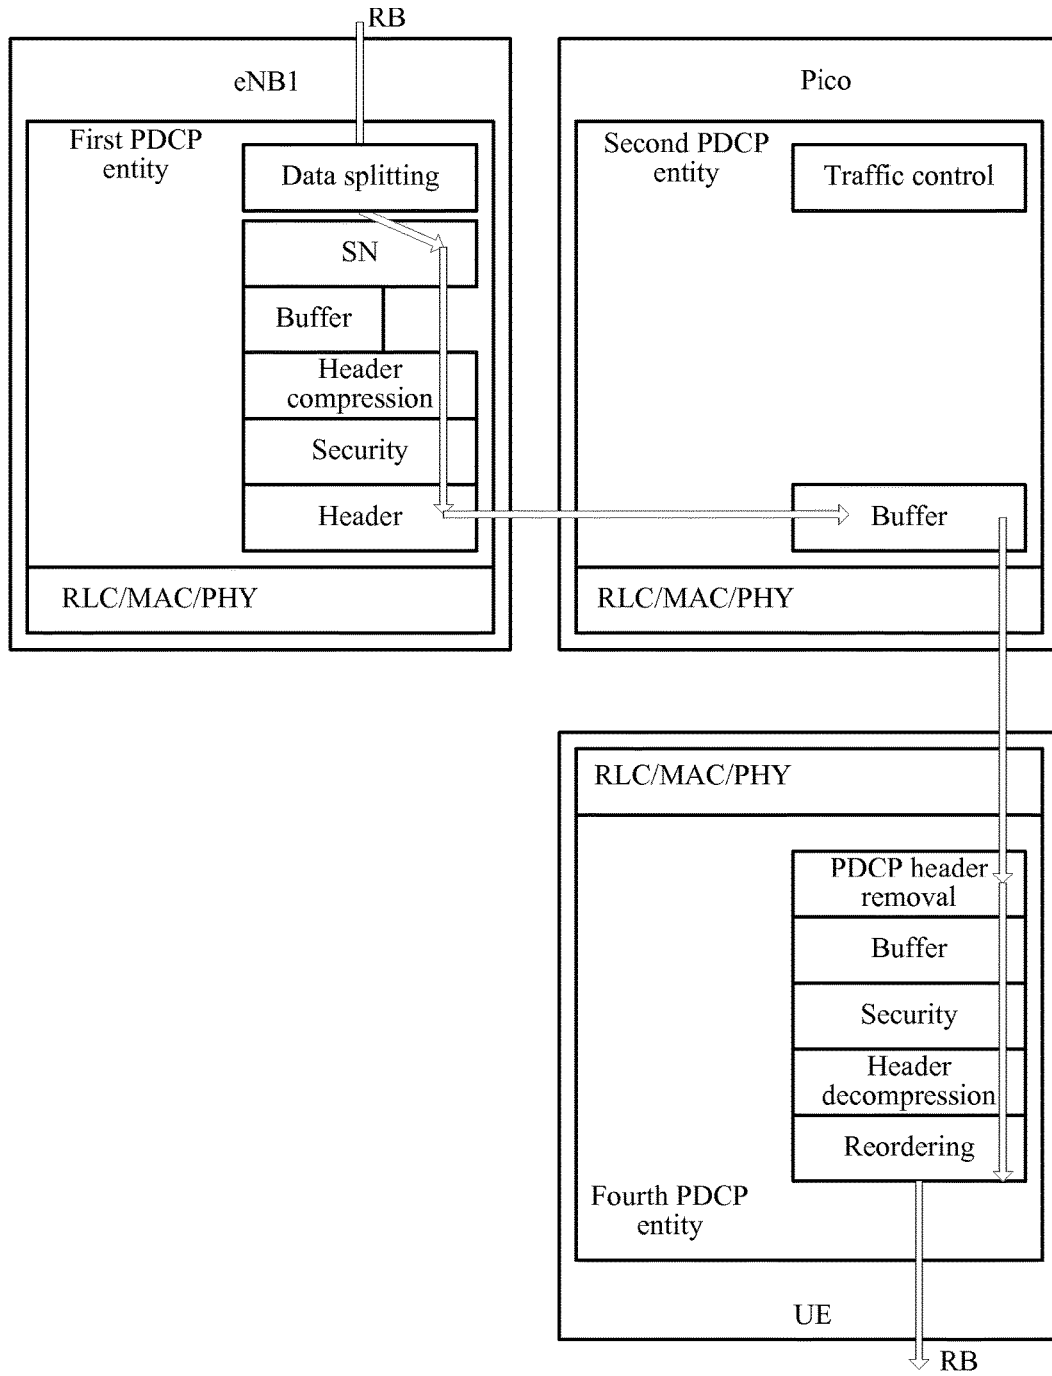 RB
eNB1
First PDCP
entity
Data splitting
SN
Buffer
Header
compression
Security
Header
RLC/MAC/PHY
Pico
Second PDCP
entity
Traffic control
Buffer
RLC/MAC/PHY
RLC/MAC/PHY
PDCP header
removal
Buffer
Security
Header
decompression
Reordering
Fourth PDCP
entity
UE
RB